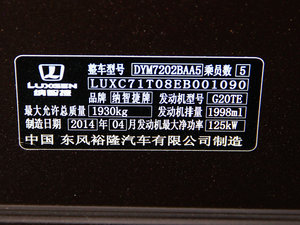 LUXGEN
纳智捷
整车型号 DYM7202BAA5 乘员数 5
LUXC71T08EB001090
品牌 纳智捷牌 发动机型号 G20TE
最大允许总质量 1930kg 发动机排量 1998ml
制造日期 2014年04月 发动机最大净功率 125kW
中国 东风裕隆汽车有限公司制造